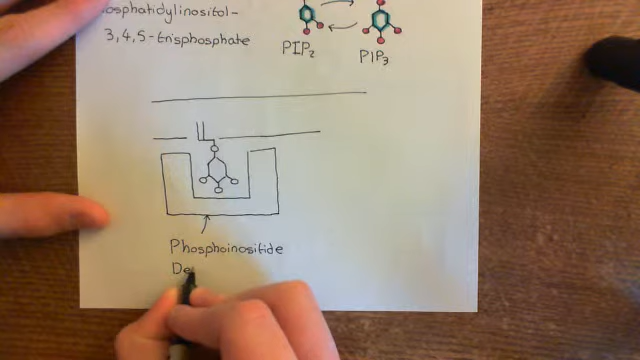 osphatidylinositol-
3,4,5-trisphosphate
PIP2
PIP3
Phosphoinositide
De